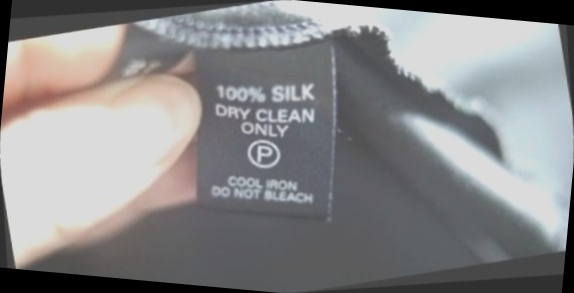 100% SILK
DRY CLEAN
ONLY
P
COOL IRON
DO NOT BLEACH